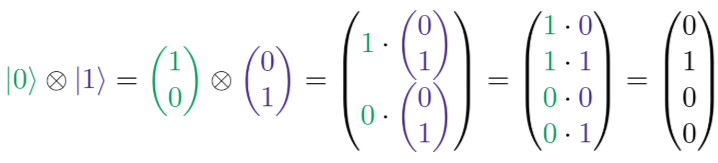 |0⟩ ⊗ |1⟩ = (1 0) ⊗ (0 1) = (1 · (0 1) 0 · (0 1)) = (1 · 0 1 · 1 0 · 0 0 · 1) = (0 1 0 0)